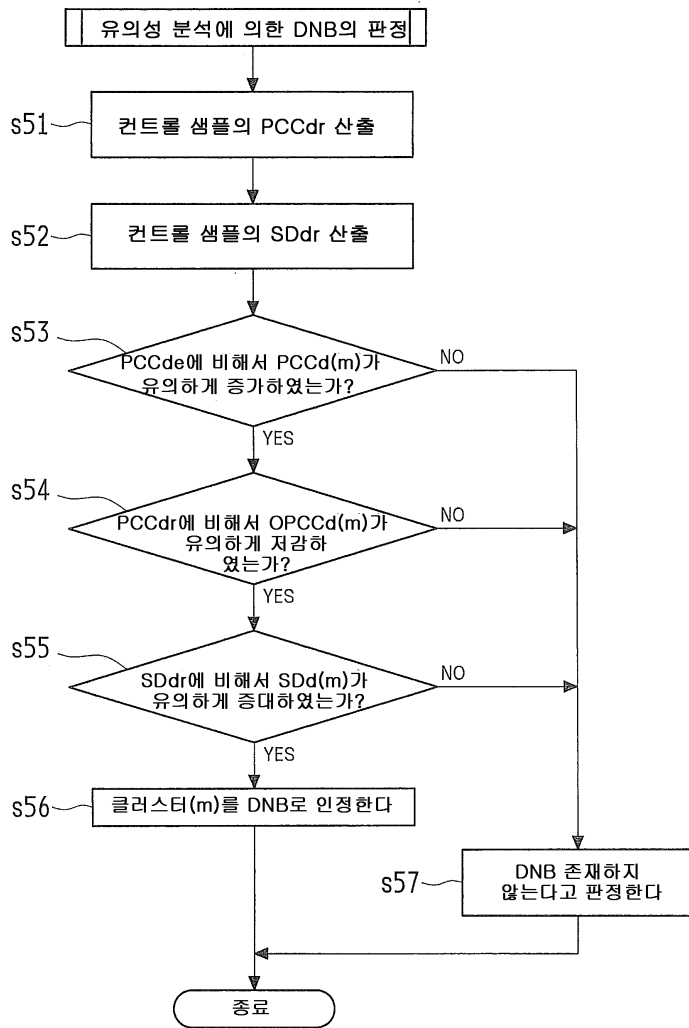 유의성 분석에 의한 DNB의 판정
s51
컨트롤 샘플의 PCCdr 산출
s52
컨트롤 샘플의 SDdr 산출
s53
PCCde에 비해서 PCCd(m)가
유의하게 증가하였는가?
NO
YES
s54
PCCdr에 비해서 OPCCd(m)가
유의하게 저감하
였는가?
NO
YES
s55
SDdr에 비해서 SDd(m)가
유의하게 증대하였는가?
NO
YES
s56
클러스터(m)를 DNB로 인정한다
s57
DNB 존재하지
않는다고 판정한다
종료